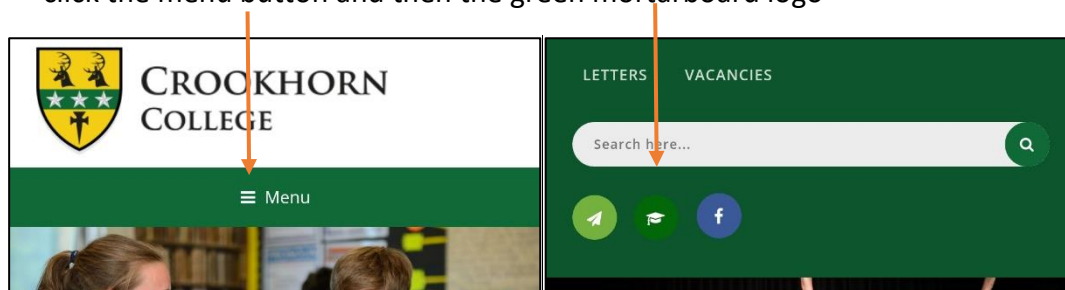 click the menu button and then the green mortarboard logo
CROOKHORN
COLLEGE
Menu
LETTERS VACANCIES
Search here...
f